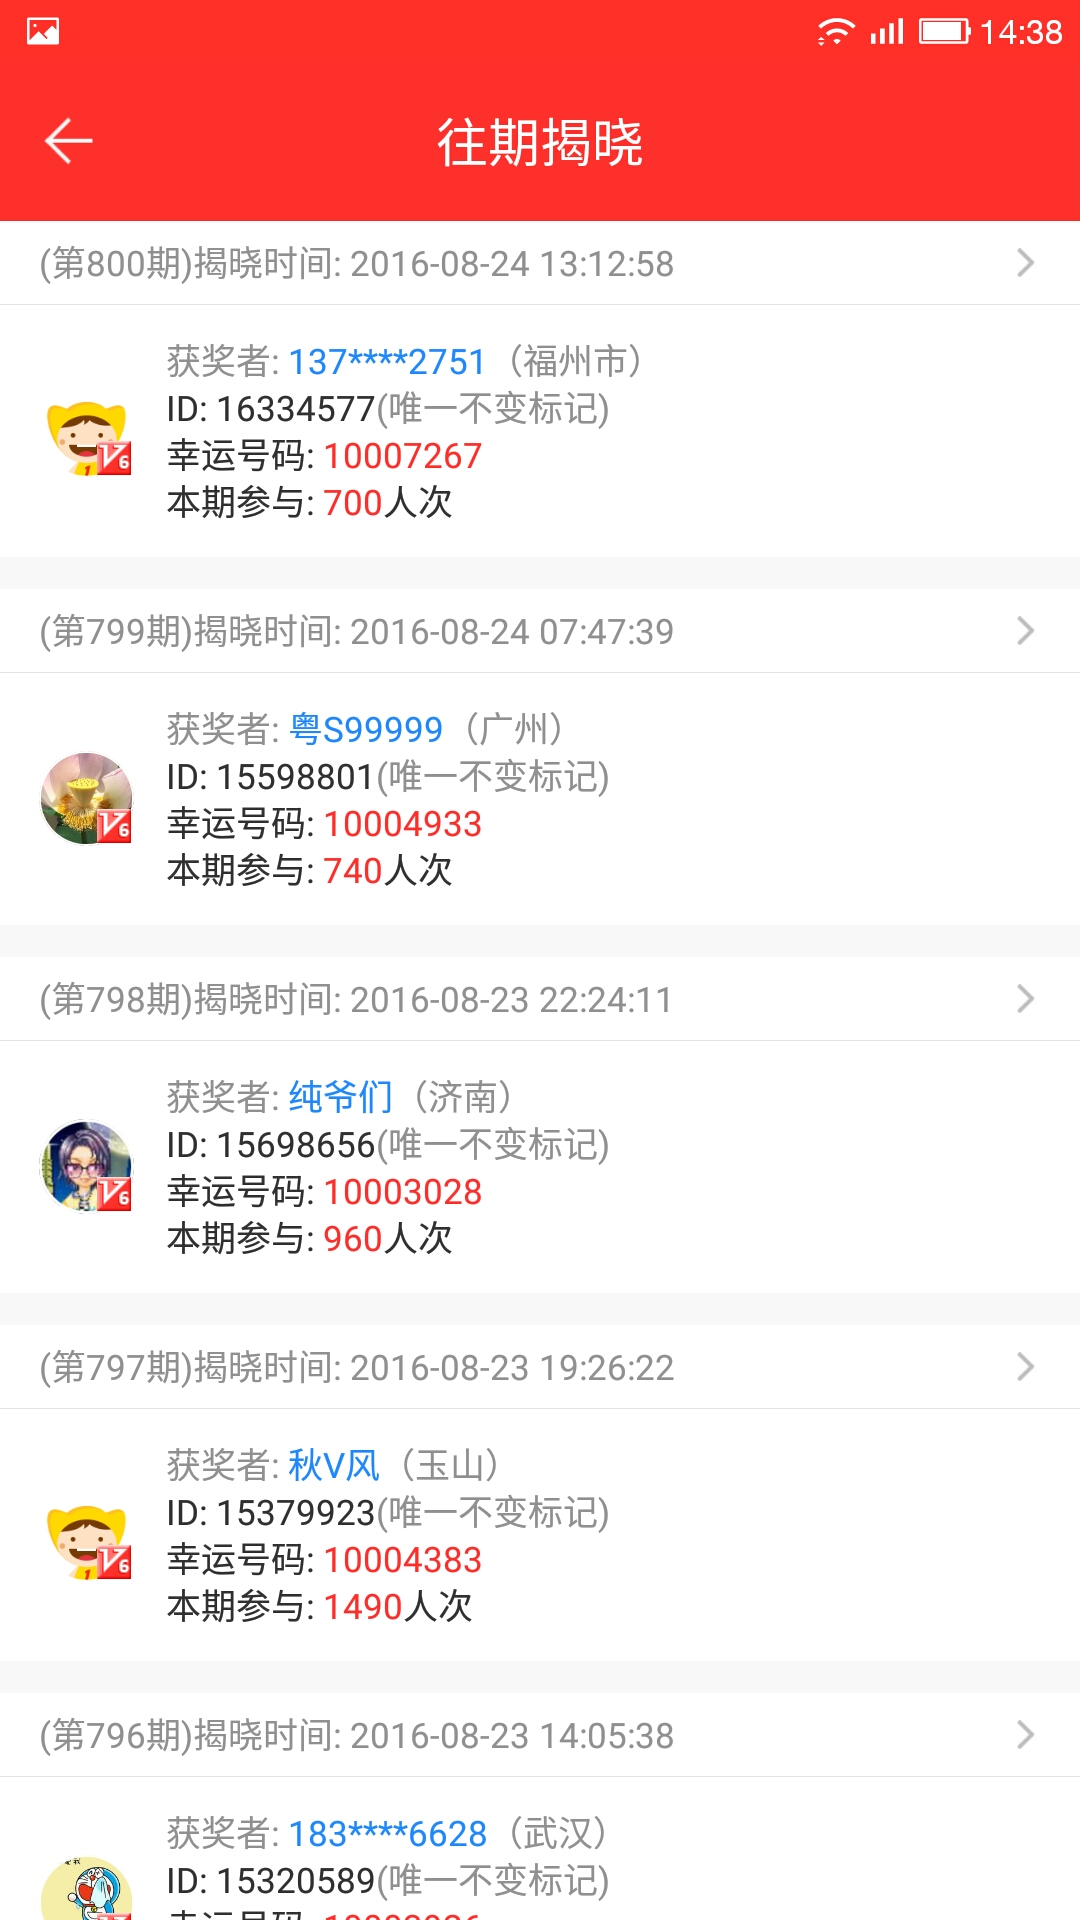 14:38
往期揭晓
(第800期)揭晓时间: 2016-08-24 13:12:58
获奖者: 137****2751（福州市）
ID: 16334577(唯一不变标记)
幸运号码: 10007267
本期参与: 700人次
(第799期)揭晓时间: 2016-08-24 07:47:39
获奖者: 粤S99999（广州）
ID: 15598801(唯一不变标记)
幸运号码: 10004933
本期参与: 740人次
(第798期)揭晓时间: 2016-08-23 22:24:11
获奖者: 纯爷们（济南）
ID: 15698656(唯一不变标记)
幸运号码: 10003028
本期参与: 960人次
(第797期)揭晓时间: 2016-08-23 19:26:22
获奖者: 秋V风（玉山）
ID: 15379923(唯一不变标记)
幸运号码: 10004383
本期参与: 1490人次
(第796期)揭晓时间: 2016-08-23 14:05:38
获奖者: 183****6628（武汉）
ID: 15320589(唯一不变标记)
幸运号码: